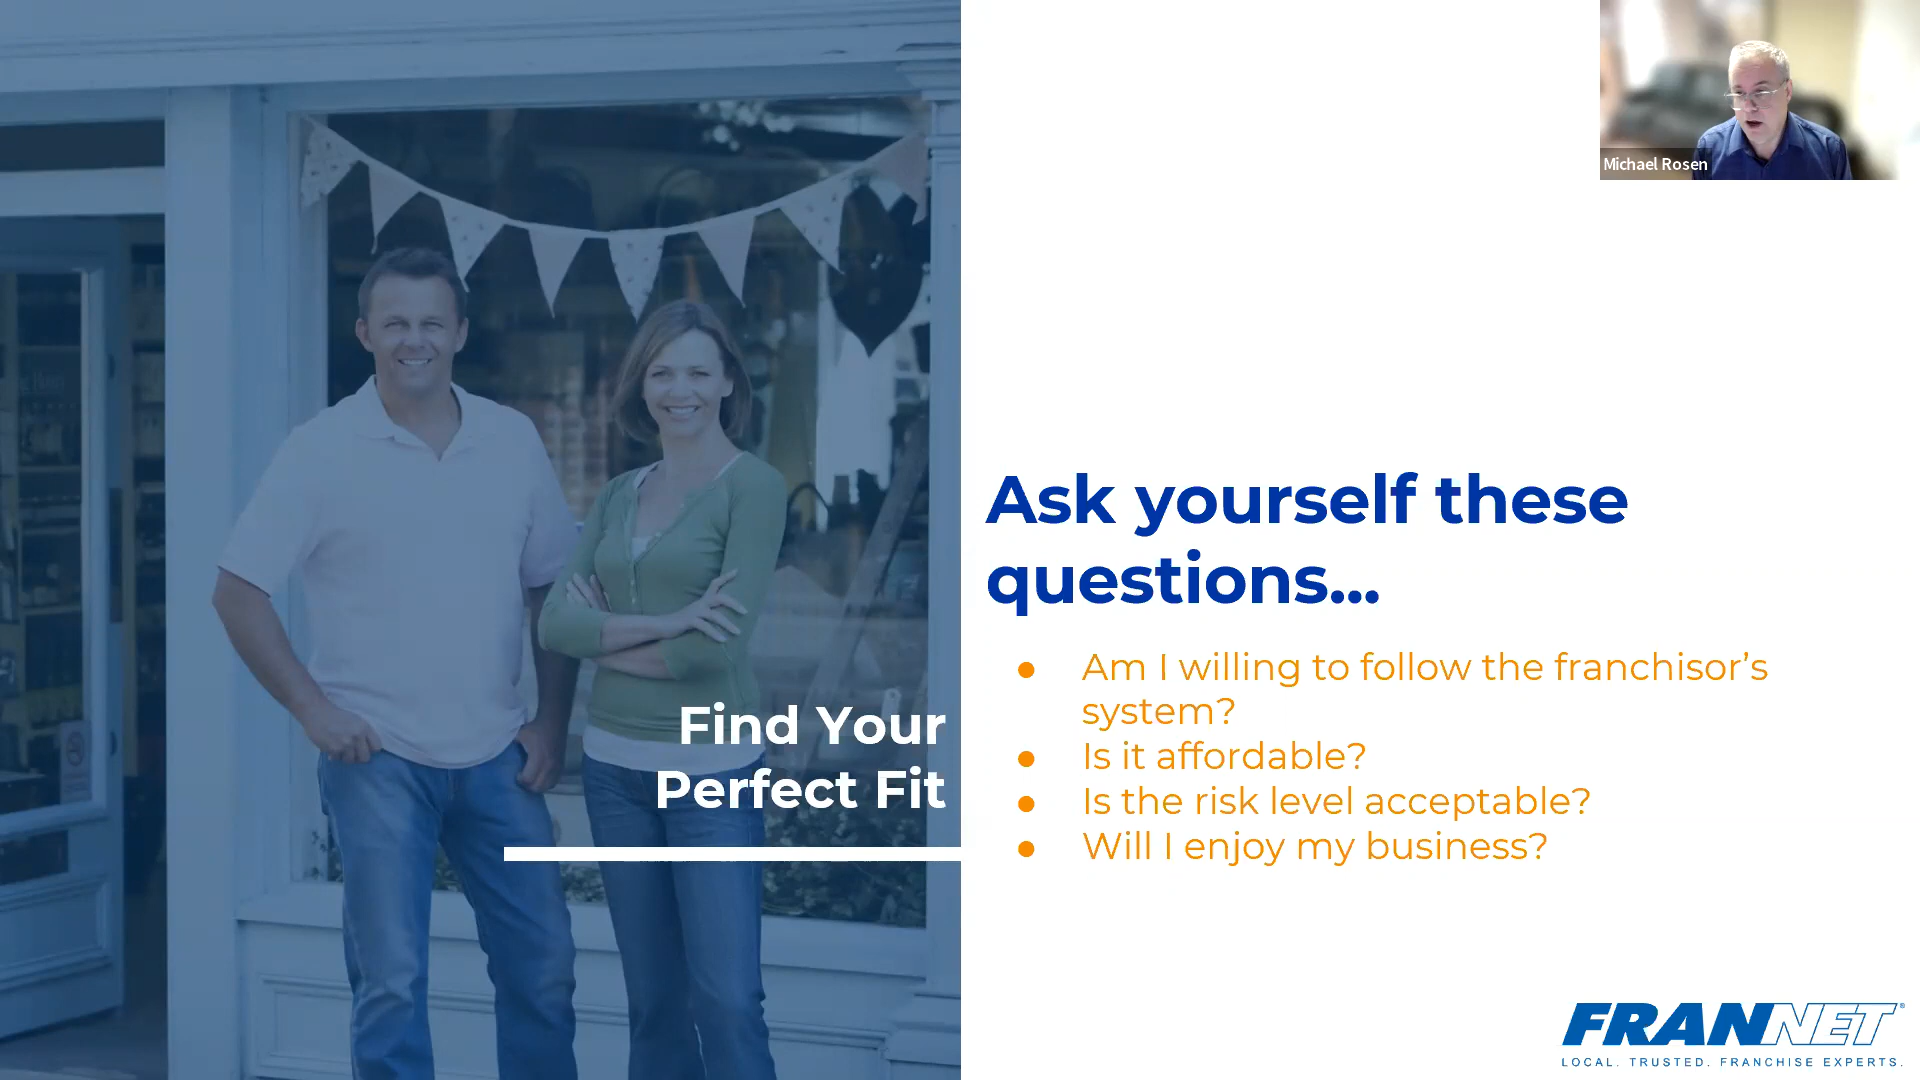 Michael Rosen
Find Your
Perfect Fit
Ask yourself these
questions...
● Am I willing to follow the franchisor’s
system?
● Is it affordable?
● Is the risk level acceptable?
● Will I enjoy my business?
FRANNET®
LOCAL. TRUSTED. FRANCHISE EXPERTS.